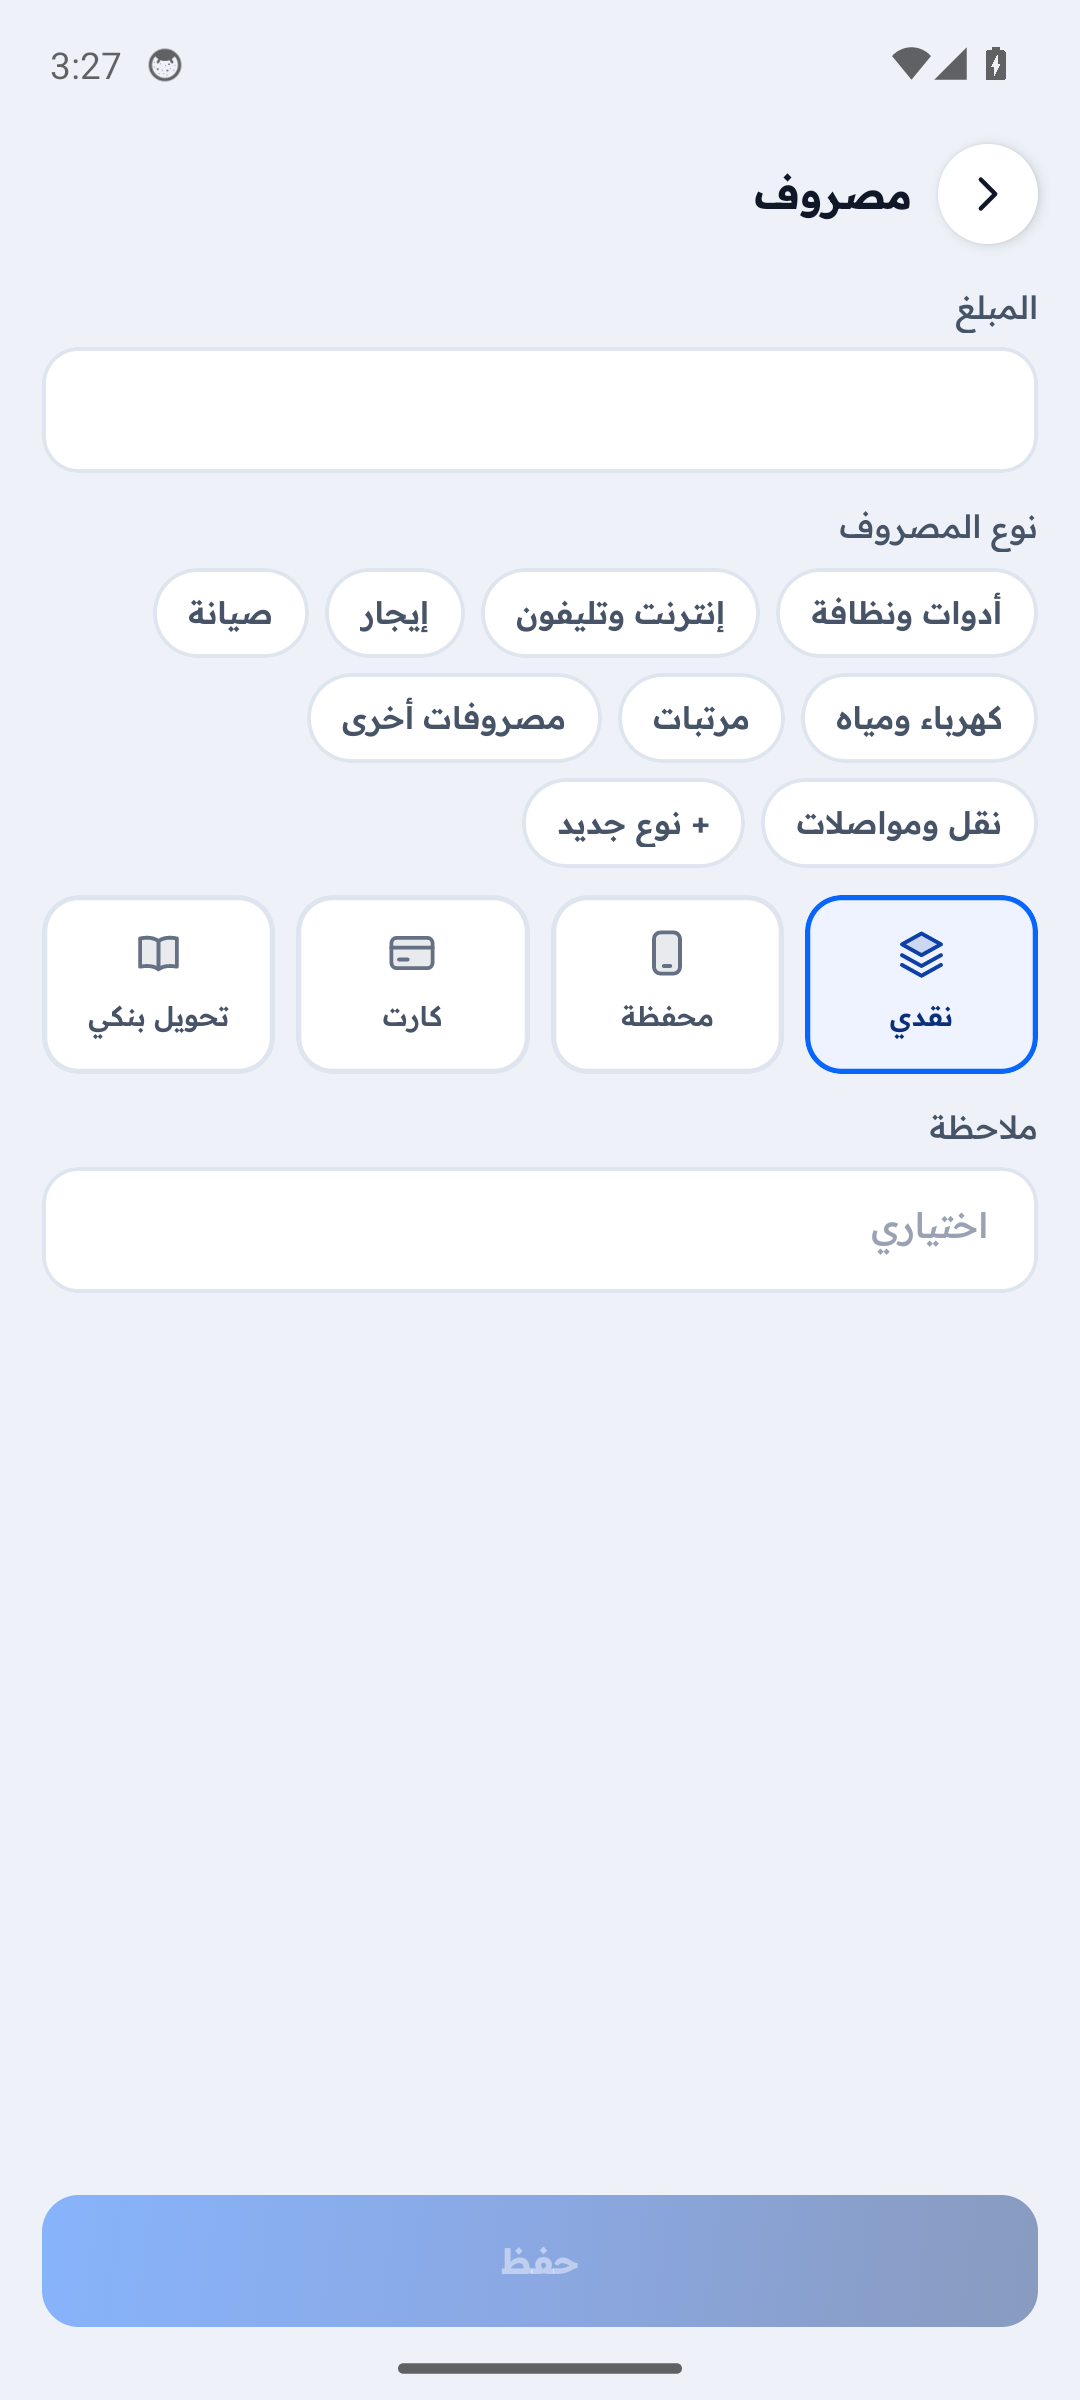 3:27
مصروف
المبلغ
نوع المصروف
أدوات ونظافة
إنترنت وتليفون
إيجار
صيانة
كهرباء ومياه
مرتبات
مصروفات أخرى
نقل ومواصلات
+ نوع جديد
نقدي
محفظة
كارت
تحويل بنكي
ملاحظة
اختياري
حفظ